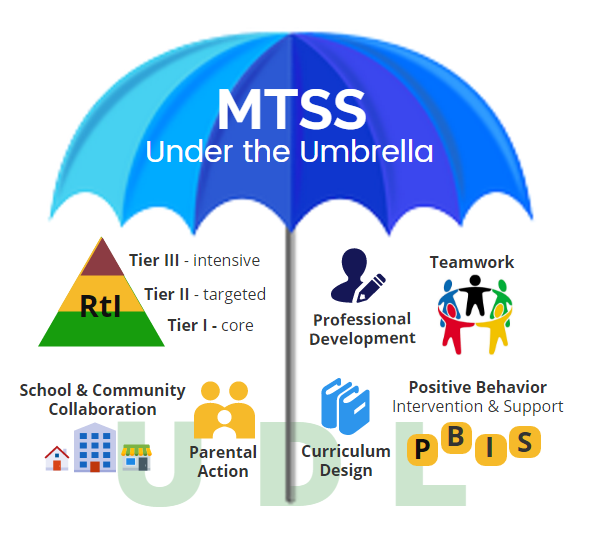 MTSS
Under the Umbrella
Tier III - intensive
Tier II - targeted
Tier I - core
RtI
Professional
Development
Teamwork
School & Community
Collaboration
Parental
Action
Curriculum
Design
Positive Behavior
Intervention & Support
P B I S
UDL